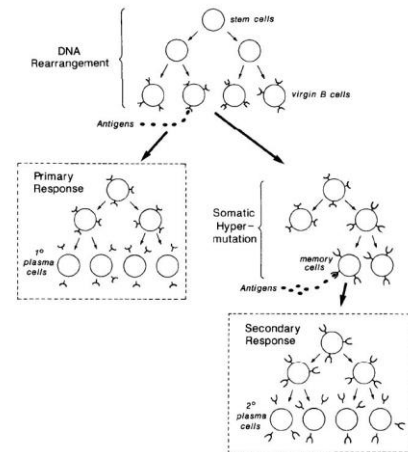 stem cells
DNA
Rearrangement
virgin B cells
Antigens
Primary
Response
1° plasma
cells
Somatic
Hyper-
mutation
memory
cells
Antigens
Secondary
Response
2° plasma
cells